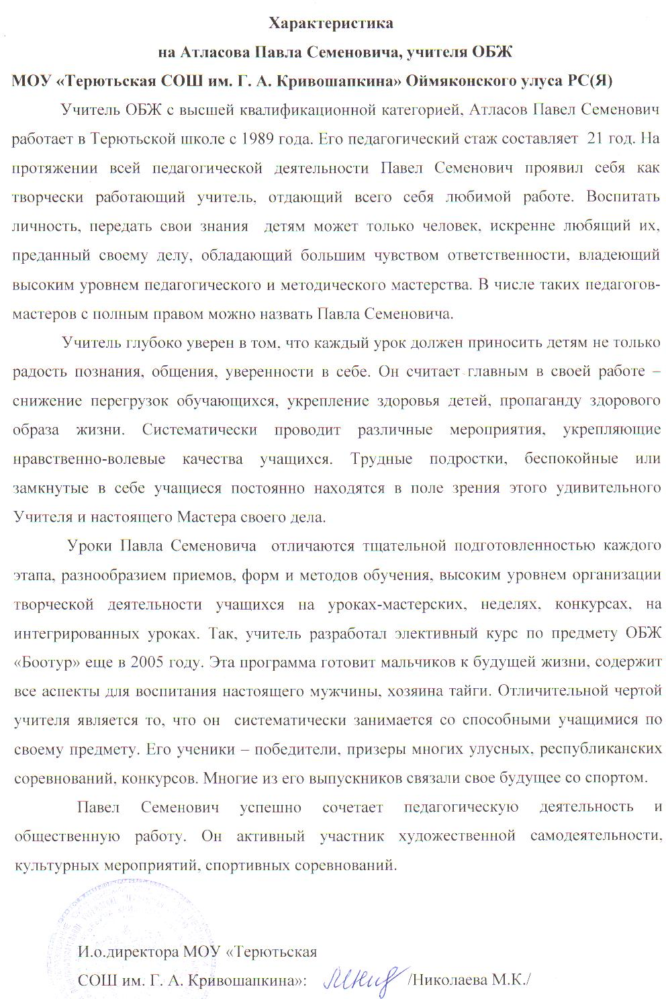 Характеристика
на Атласова Павла Семеновича, учителя ОБЖ
МОУ «Терютьская СОШ им. Г. А. Кривошапкина» Оймяконского улуса РС(Я)
Учитель ОБЖ с высшей квалификационной категорией, Атласов Павел Семенович
работает в Терютьской школе с 1989 года. Его педагогический стаж составляет 21 год. На
протяжении всей педагогической деятельности Павел Семенович проявил себя как
творчески работающий учитель, отдающий всего себя любимой работе. Воспитать
личность, передать свои знания детям может только человек, искренне любящий их,
преданный своему делу, обладающий большим чувством ответственности, владеющий
высоким уровнем педагогического и методического мастерства. В числе таких педагогов-
мастеров с полным правом можно назвать Павла Семеновича.
Учитель глубоко уверен в том, что каждый урок должен приносить детям не только
радость познания, общения, уверенности в себе. Он считает главным в своей работе –
снижение перегрузок обучающихся, укрепление здоровья детей, пропаганду здорового
образа жизни. Систематически проводит различные мероприятия, укрепляющие
нравственно-волевые качества учащихся. Трудные подростки, беспокойные или
замкнутые в себе учащиеся постоянно находятся в поле зрения этого удивительного
Учителя и настоящего Мастера своего дела.
Уроки Павла Семеновича отличаются тщательной подготовленностью каждого
этапа, разнообразием приемов, форм и методов обучения, высоким уровнем организации
творческой деятельности учащихся на уроках-мастерских, неделях, конкурсах, на
интегрированных уроках. Так, учитель разработал элективный курс по предмету ОБЖ
«Боотур» еще в 2005 году. Эта программа готовит мальчиков к будущей жизни, содержит
все аспекты для воспитания настоящего мужчины, хозяина тайги. Отличительной чертой
учителя является то, что он систематически занимается со способными учащимися по
своему предмету. Его ученики – победители, призеры многих улусных, республиканских
соревнований, конкурсов. Многие из его выпускников связали свое будущее со спортом.
Павел Семенович успешно сочетает педагогическую деятельность и
общественную работу. Он активный участник художественной самодеятельности,
культурных мероприятий, спортивных соревнований.
И.о.директора МОУ «Терютьская
СОШ им. Г. А. Кривошапкина»: /Николаева М.К./